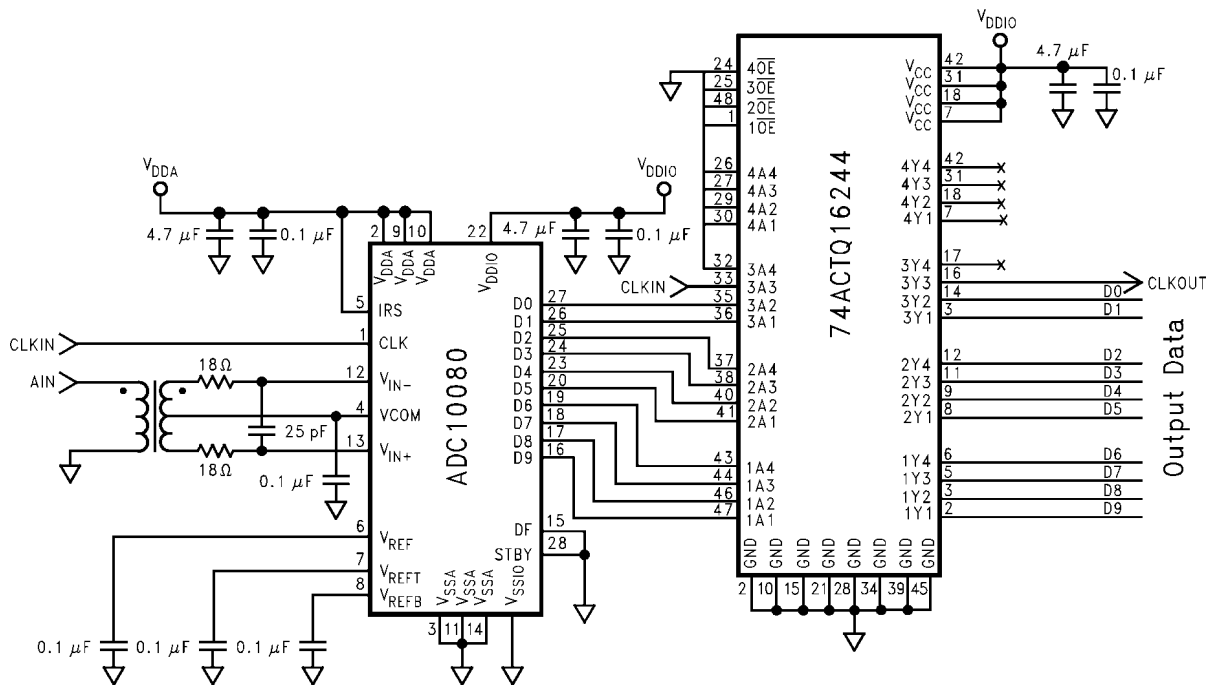 VDDIO
4.7 μF
0.1 μF
24
25
48
1
4OE
3OE
2OE
1OE
VCC
VCC
VCC
VCC
42
31
18
7
26
27
29
30
4A4
4A3
4A2
4A1
4Y4
4Y3
4Y2
4Y1
42
31
18
7
74ACTQ16244
32
33
35
36
3A4
3A3
3A2
3A1
3Y4
3Y3
3Y2
3Y1
17
16
14
3
CLKIN
CLKOUT
D0
D1
37
38
40
41
2A4
2A3
2A2
2A1
2Y4
2Y3
2Y2
2Y1
12
11
9
8
D2
D3
D4
D5
43
44
46
47
1A4
1A3
1A2
1A1
1Y4
1Y3
1Y2
1Y1
6
5
3
2
D6
D7
D8
D9
Output Data
GND GND GND GND GND GND GND GND
2 10 15 21 28 34 39 45
VDDA
4.7 μF
0.1 μF
2 9 10
VDDA VDDA VDDA
22
VDDIO
4.7 μF
0.1 μF
VDDIO
5
IRS
CLKIN
1
CLK
AIN
18Ω
12
VIN-
4
VCOM
25 pF
13
VIN+
18Ω
0.1 μF
6
VREF
7
VREFT
8
VREFB
0.1 μF
0.1 μF
0.1 μF
ADC10080
D0
D1
D2
D3
D4
D5
D6
D7
D8
D9
27
26
25
24
23
20
19
18
17
16
DF
15
STBY
28
VSSA VSSA VSSA VSSIO
3 11 14